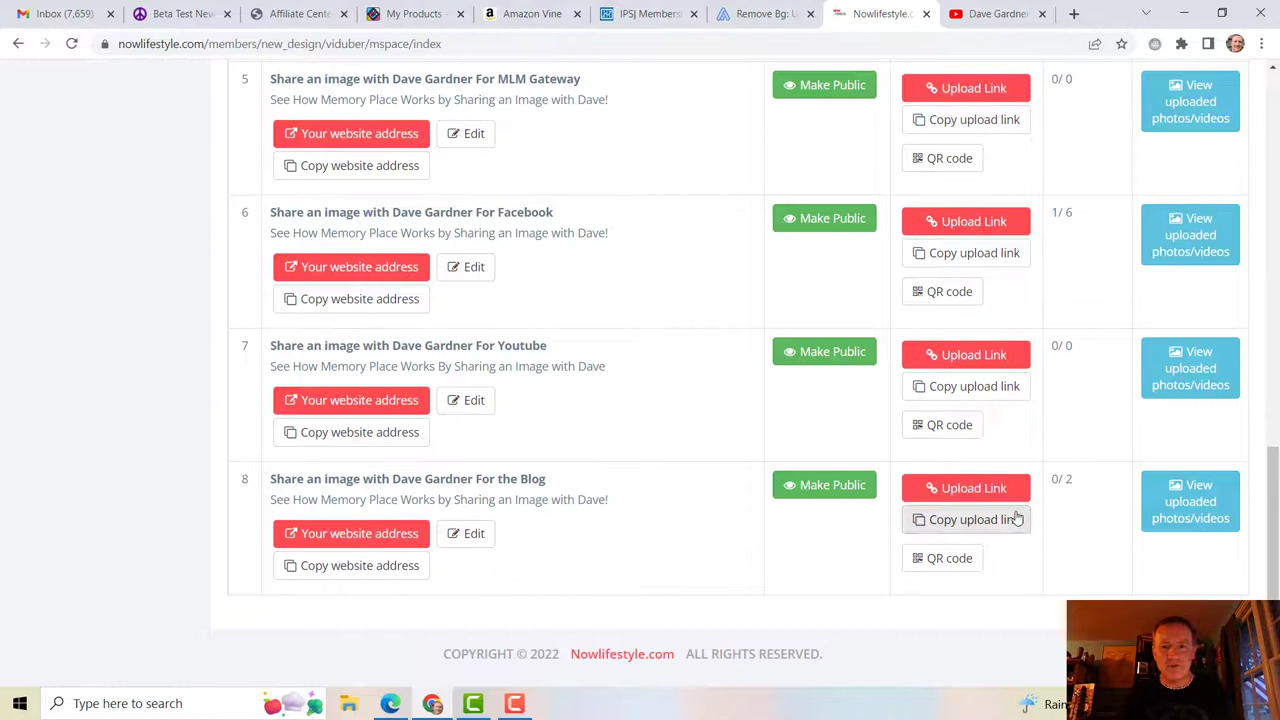 Inbox (7,659)
Beta Test New
Affiliate Cent
My Products -
Amazon Vine
IPSJ Members
Remove Bg: U
Nowlifestyle.c
Dave Gardne
nowlifestyle.com/members/new_design/viduber/mspace/index
5
Share an image with Dave Gardner For MLM Gateway
See How Memory Place Works by Sharing an Image with Dave!
Your website address
Edit
Copy website address
Make Public
Upload Link
Copy upload link
QR code
0/ 0
View
uploaded
photos/videos
6
Share an image with Dave Gardner For Facebook
See How Memory Place Works by Sharing an Image with Dave!
Your website address
Edit
Copy website address
Make Public
Upload Link
Copy upload link
QR code
1/ 6
View
uploaded
photos/videos
7
Share an image with Dave Gardner For Youtube
See How Memory Place Works By Sharing an Image with Dave
Your website address
Edit
Copy website address
Make Public
Upload Link
Copy upload link
QR code
0/ 0
View
uploaded
photos/videos
8
Share an image with Dave Gardner For the Blog
See How Memory Place Works by Sharing an Image with Dave!
Your website address
Edit
Copy website address
Make Public
Upload Link
Copy upload link
QR code
0/ 2
View
uploaded
photos/videos
COPYRIGHT © 2022 Nowlifestyle.com ALL RIGHTS RESERVED.
Type here to search
Rain